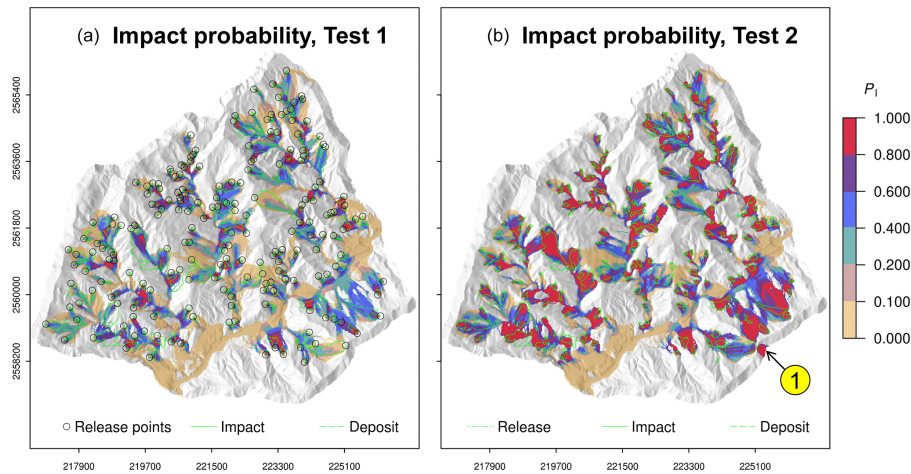 (a) Impact probability, Test 1
(b) Impact probability, Test 2
PI
2565400
2563600
2561800
2560000
2558200
1.000
0.800
0.600
0.400
0.200
0.100
0.000
1
Release points Impact Deposit
Release Impact Deposit
217900 219700 221500 223300 225100
217900 219700 221500 223300 225100